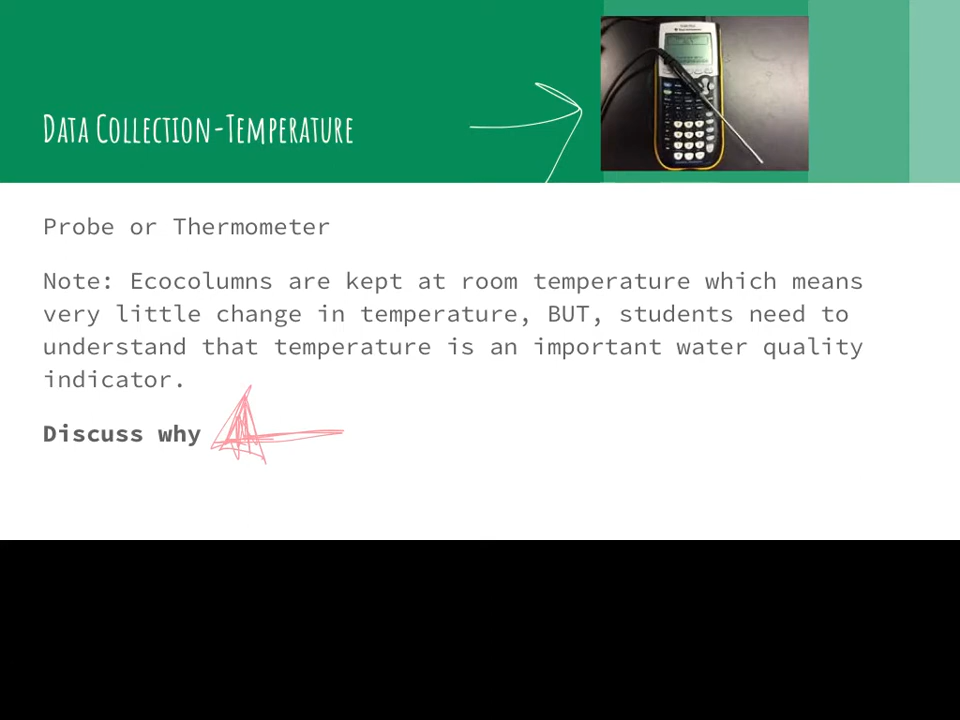 Data Collection-Temperature
Probe or Thermometer
Note: Ecocolumns are kept at room temperature which means
very little change in temperature, BUT, students need to
understand that temperature is an important water quality
indicator.
Discuss why